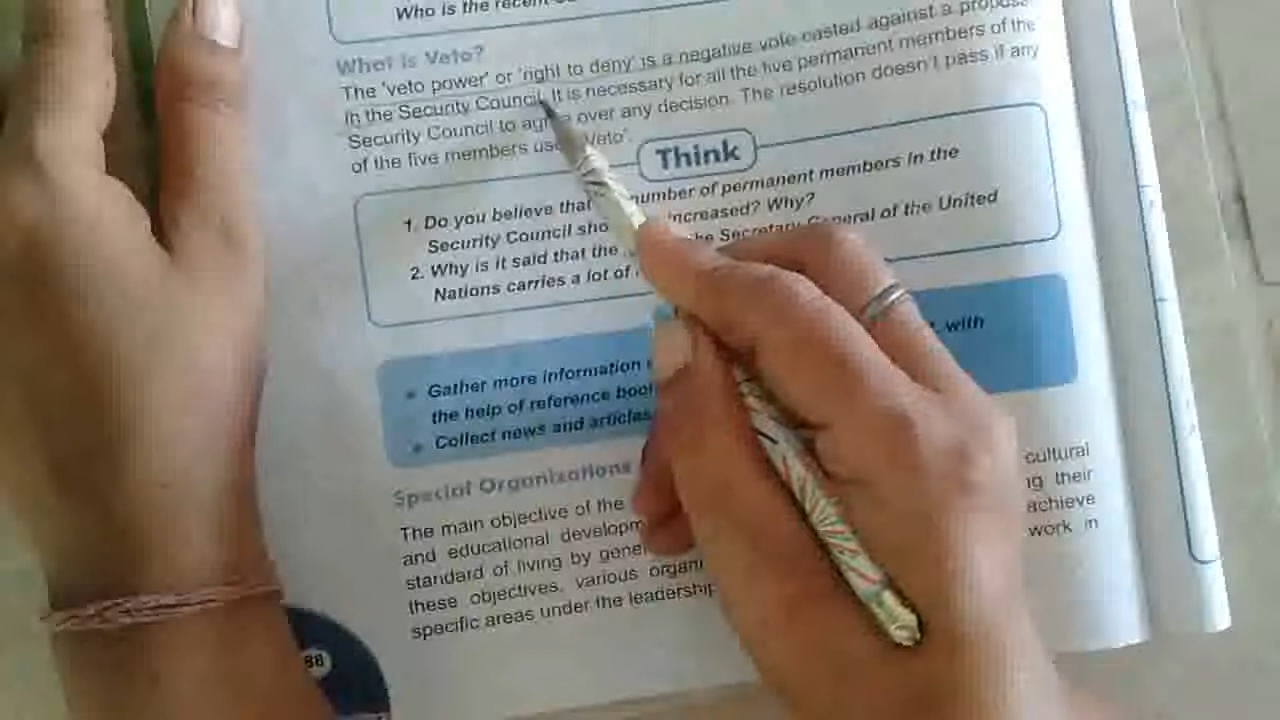 Who is the recent
What is Veto?
The 'veto power' or 'right to deny' is a negative vote casted against a proposal
in the Security Council. It is necessary for all the five permanent members of the
Security Council to agree over any decision. The resolution doesn't pass if any
of the five members use 'Veto'.
Think
1. Do you believe that number of permanent members in the
Security Council sho increased? Why?
2. Why is it said that the the Secretary General of the United
Nations carries a lot of
Gather more information with
the help of reference boo
Collect news and articles
Special Organizations
The main objective of the cultural
and educational developm ng their
standard of living by gene achieve
these objectives, various organi work in
specific areas under the leadership
88